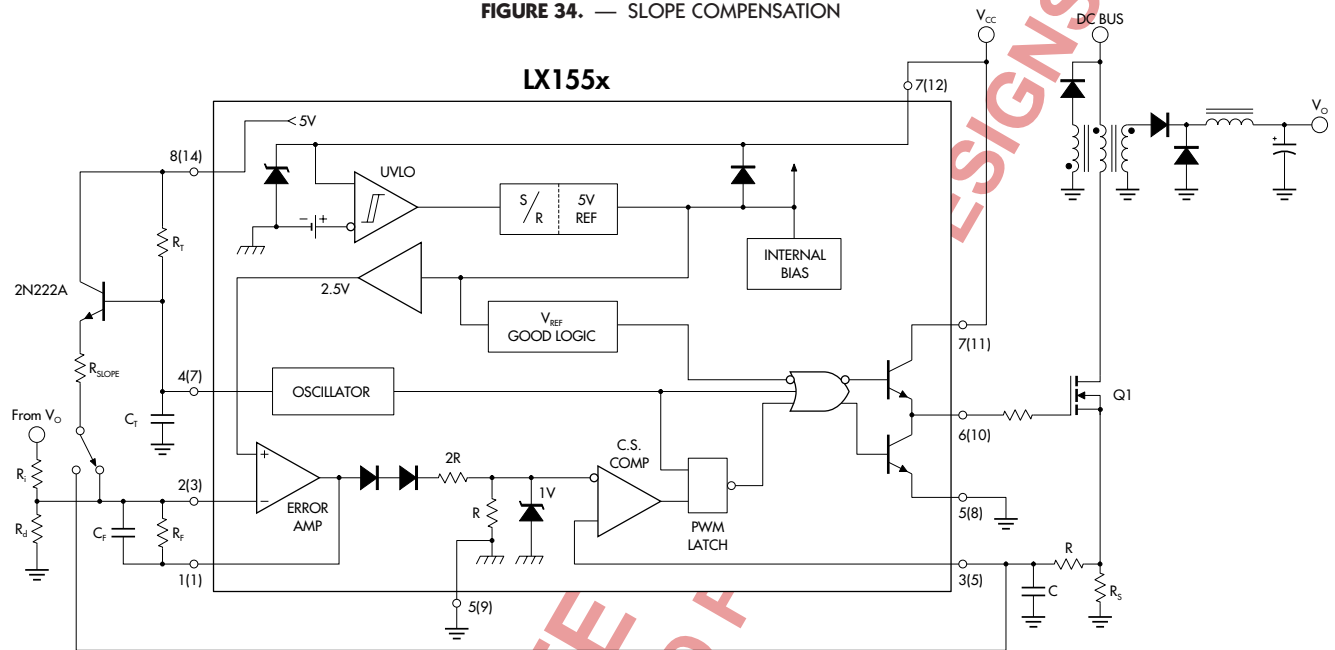 FIGURE 34. — SLOPE COMPENSATION
LX155x
VCC
DC BUS
VO
7(12)
5V
8(14)
UVLO
S/R
5V REF
− +
RT
2N222A
2.5V
INTERNAL BIAS
VREF
GOOD LOGIC
7(11)
RSLOPE
4(7)
OSCILLATOR
Q1
From VO
CT
6(10)
Ri
C.S. COMP
2R
+
2(3)
−
1V
ERROR AMP
R
5(8)
Rd
CF
RF
PWM LATCH
1(1)
3(5)
R
C
RS
5(9)
ESIGNS